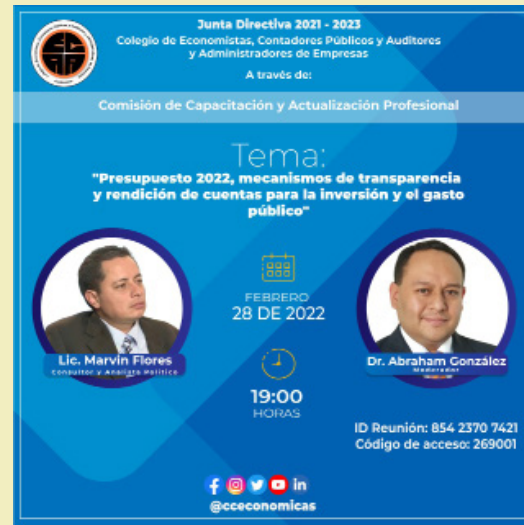 Junta Directiva 2021 - 2023
Colegio de Economistas, Contadores Públicos y Auditores
y Administradores de Empresas
A través de:
Comisión de Capacitación y Actualización Profesional
Tema:
"Presupuesto 2022, mecanismos de transparencia
y rendición de cuentas para la inversión y el gasto
público"
Lic. Marvin Flores
Consultor y Analista Político
FEBRERO
28 DE 2022
19:00
HORAS
Dr. Abraham González
Moderador
ID Reunión: 854 2370 7421
Código de acceso: 269001
@cceconomicas